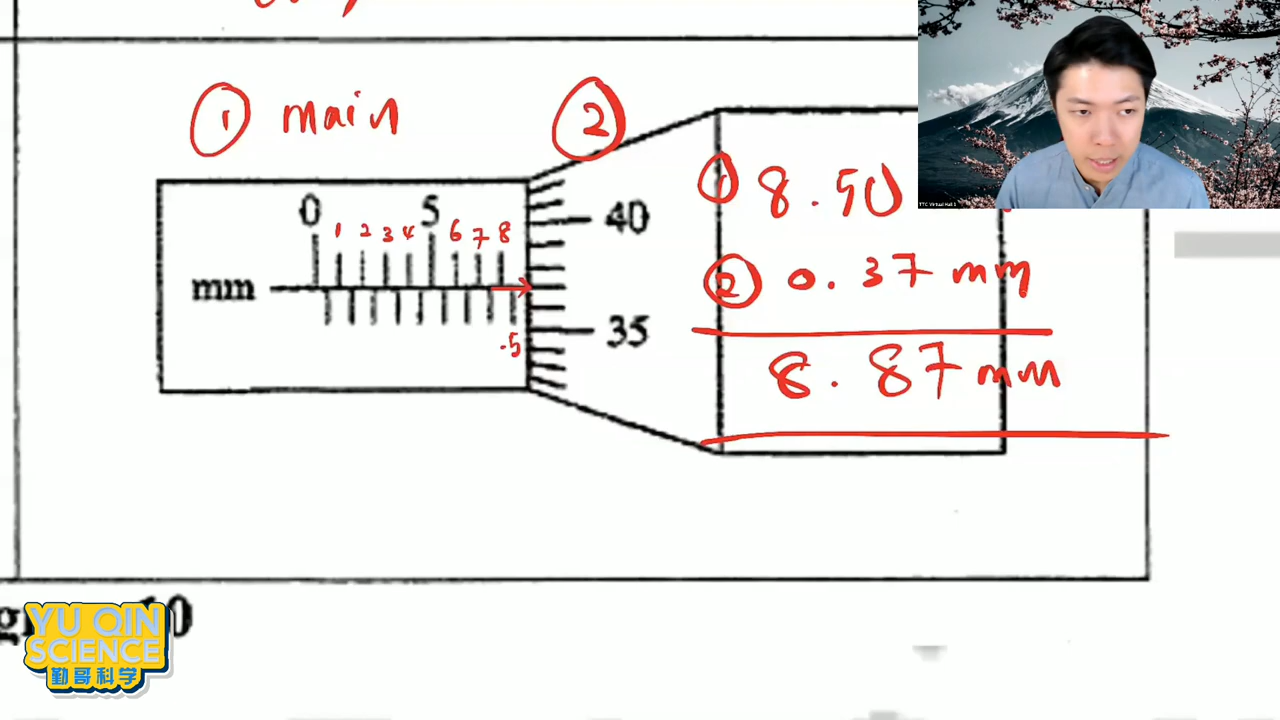 ① main ②
0 1 2 3 4 5 6 7 8
mm
.5
40
35
① 8.50
② 0.37 mm
8.87 mm
YU QIN
SCIENCE
勤哥科学